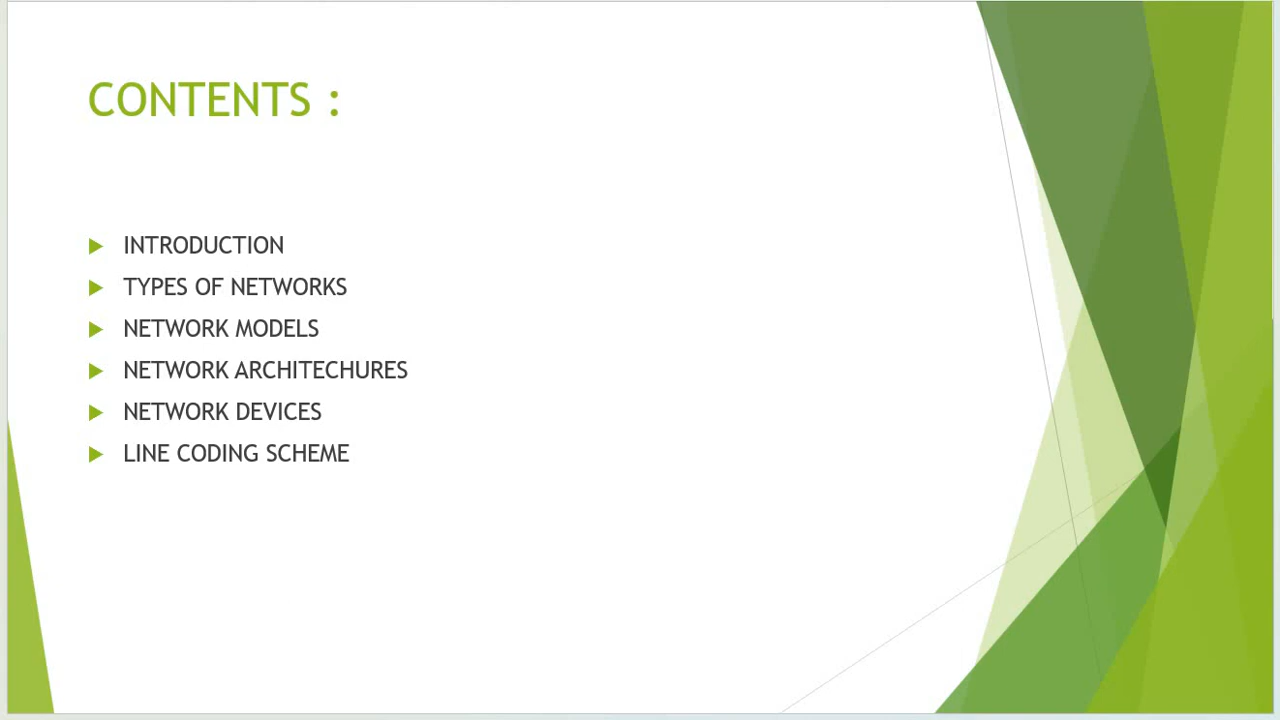 CONTENTS :
INTRODUCTION
TYPES OF NETWORKS
NETWORK MODELS
NETWORK ARCHITECHURES
NETWORK DEVICES
LINE CODING SCHEME